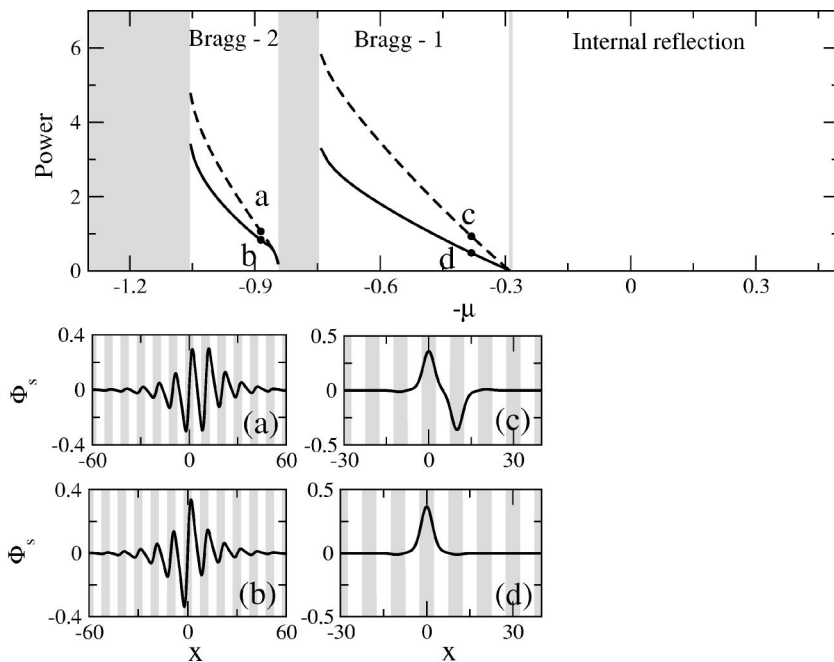 Bragg - 2 Bragg - 1 Internal reflection
Power
6
4
2
0
a
b
c
d
-1.2 -0.9 -0.6 -0.3 0 0.3
-μ
Φs
0.4
0
-0.4
-60 0 60
(a)
0.5
0
-0.5
-30 0 30
(c)
Φs
0.4
0
-0.4
-60 0 60
(b)
x
0.5
0
-0.5
-30 0 30
(d)
x